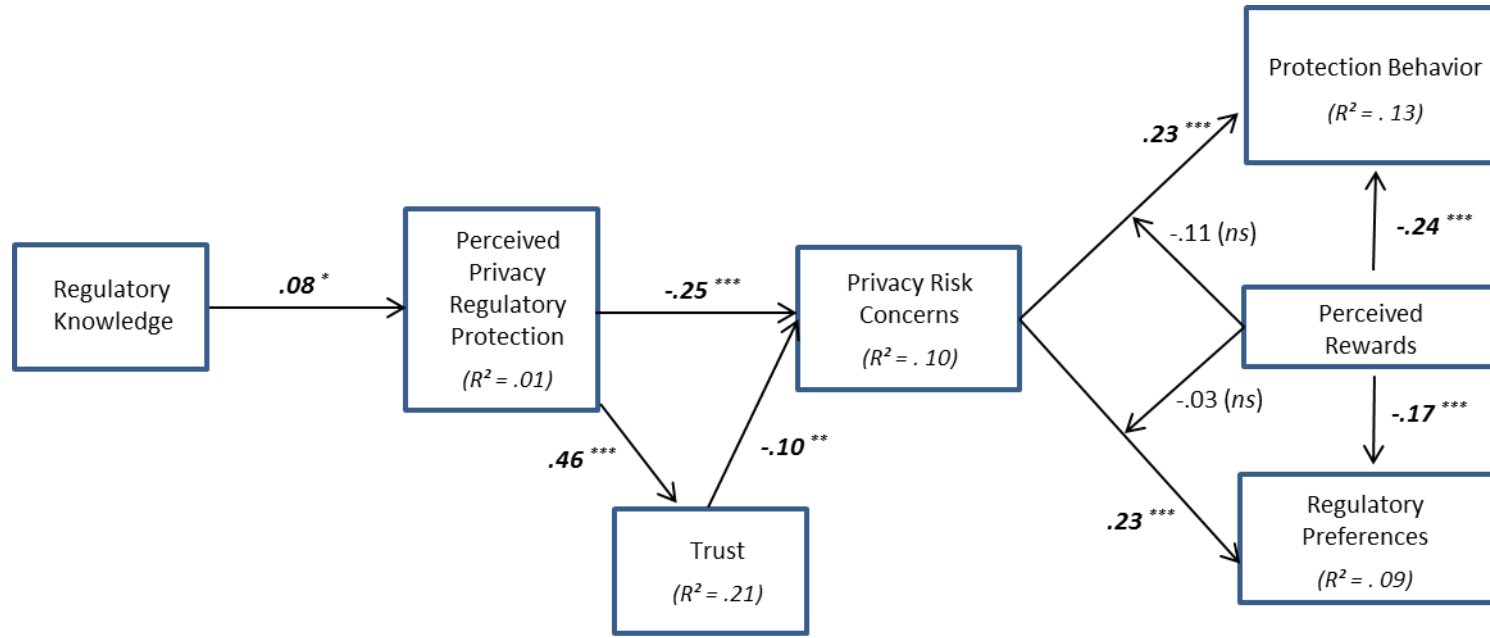 Protection Behavior
(R² = . 13)
.23 ***
-.11 (ns)
-.24 ***
Regulatory
Knowledge
.08 *
Perceived
Privacy
Regulatory
Protection
(R² = .01)
-.25 ***
Privacy Risk
Concerns
(R² = . 10)
Perceived
Rewards
-.03 (ns)
-.17 ***
.46 ***
-.10 **
.23 ***
Trust
(R² = .21)
Regulatory
Preferences
(R² = . 09)